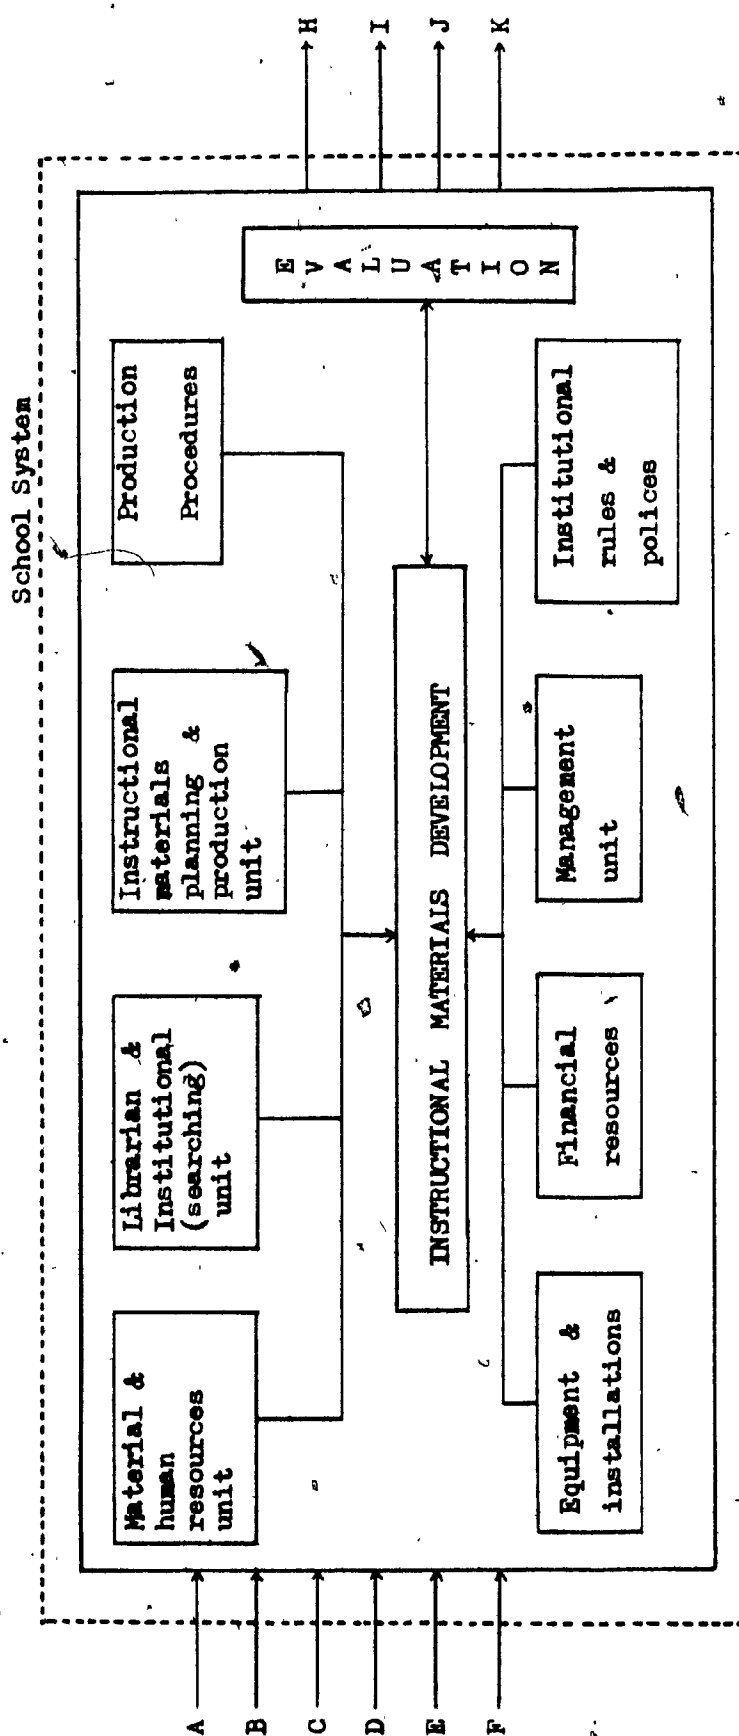 School System
A
B
C
D
E
F
Material &
human
resources
unit
Librarian &
Institutional
(searching)
unit
Instructional
materials
planning &
production
unit
Production
Procedures
INSTRUCTIONAL MATERIALS DEVELOPMENT
EVALUATION
Equipment &
installations
Financial
resources
Management
unit
Institutional
rules &
polices
H
I
J
K